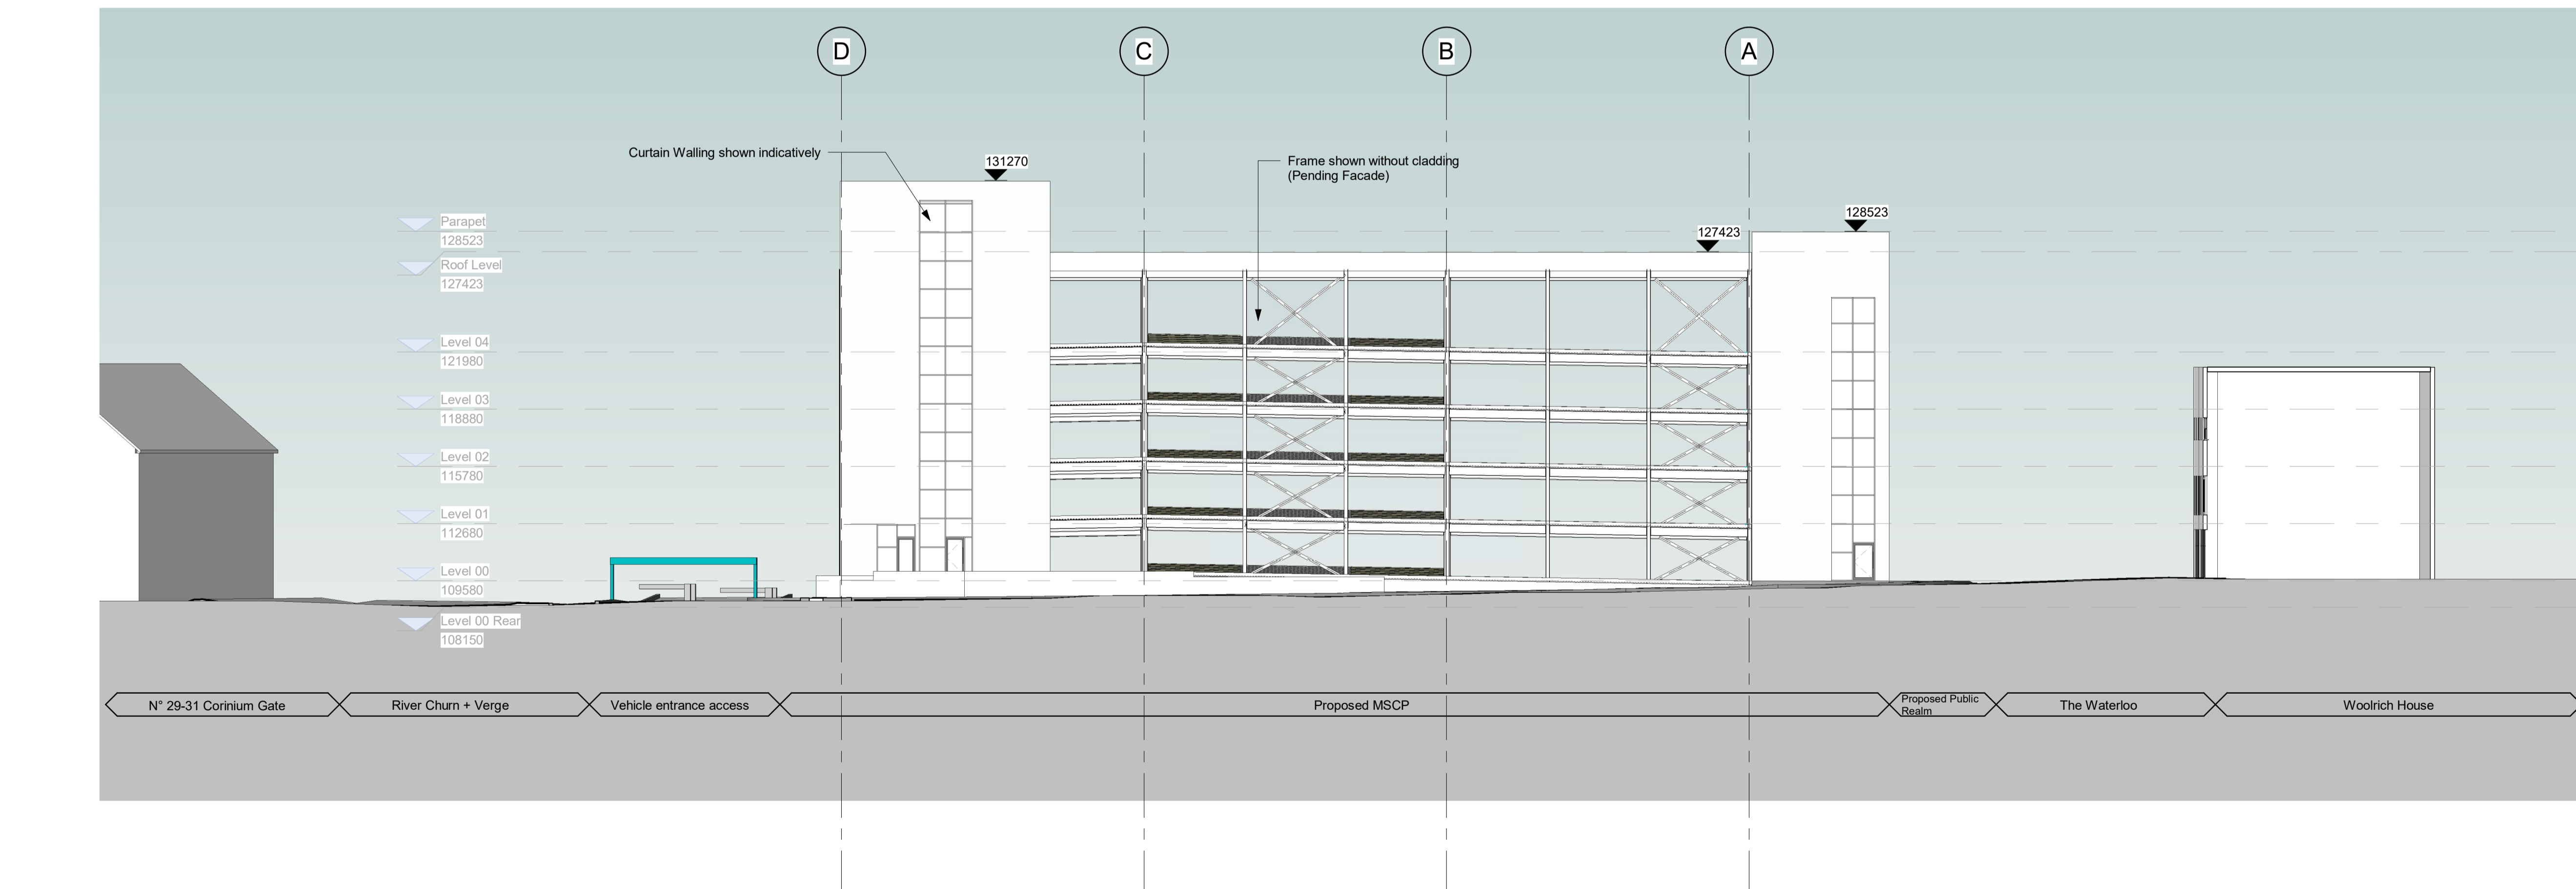 D
C
B
A
Curtain Walling shown indicatively
131270
Frame shown without cladding
(Pending Facade)
128523
127423
Parapet
128523
Roof Level
127423
Level 04
121980
Level 03
118880
Level 02
115780
Level 01
112680
Level 00
109580
Level 00 Rear
108150
N° 29-31 Corinium Gate
River Churn + Verge
Vehicle entrance access
Proposed MSCP
Proposed Public
Realm
The Waterloo
Woolrich House